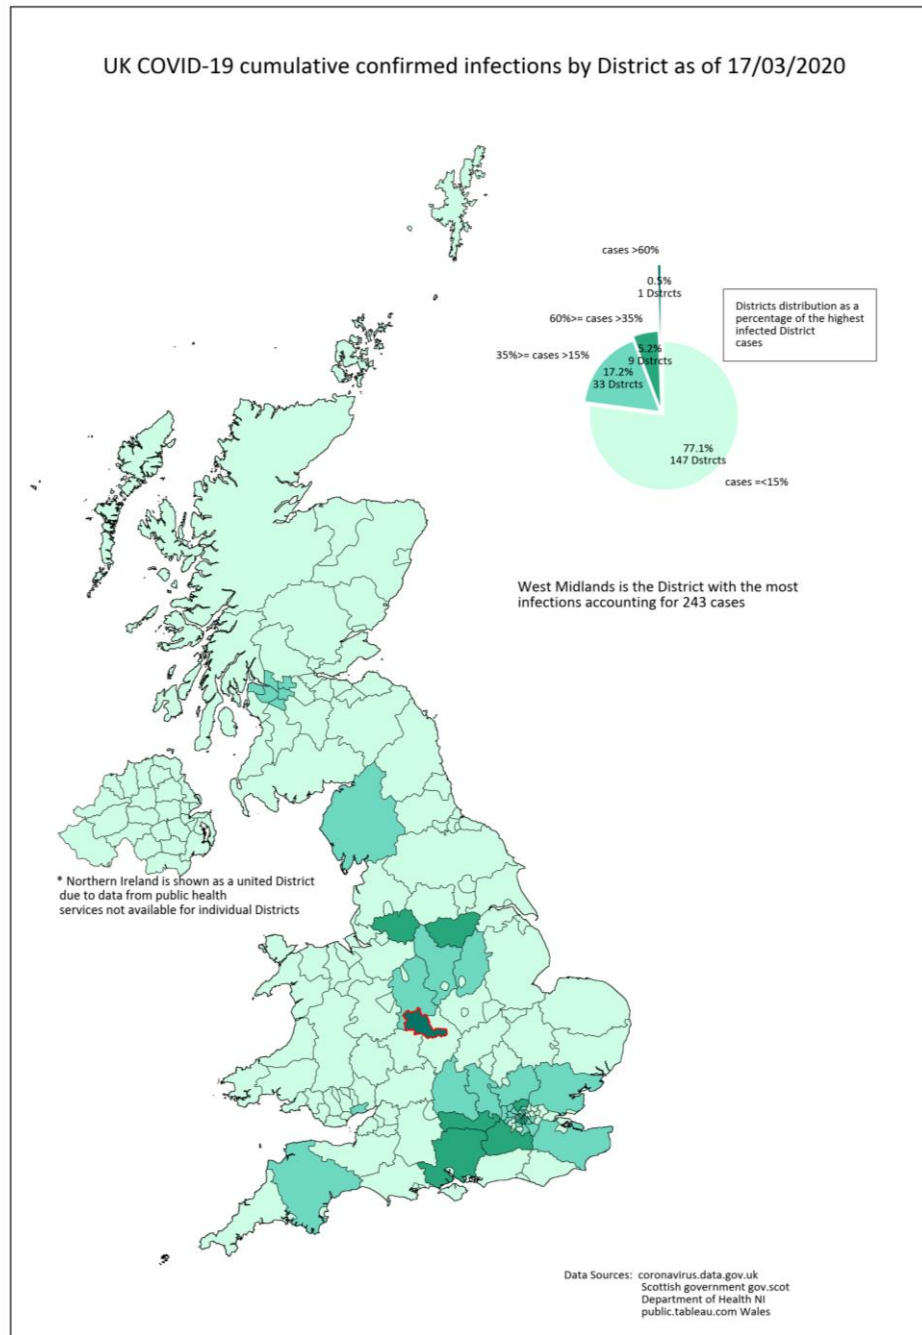 UK COVID-19 cumulative confirmed infections by District as of 17/03/2020
cases >60%
0.5%
1 Dstrcts
60%>= cases >35%
5.2%
9 Dstrcts
35%>= cases >15%
17.2%
33 Dstrcts
77.1%
147 Dstrcts
cases =<15%
Districts distribution as a
percentage of the highest
infected District
cases
West Midlands is the District with the most
infections accounting for 243 cases
* Northern Ireland is shown as a united District
due to data from public health
services not available for individual Districts
Data Sources: coronavirus.data.gov.uk
Scottish government gov.scot
Department of Health NI
public.tableau.com Wales